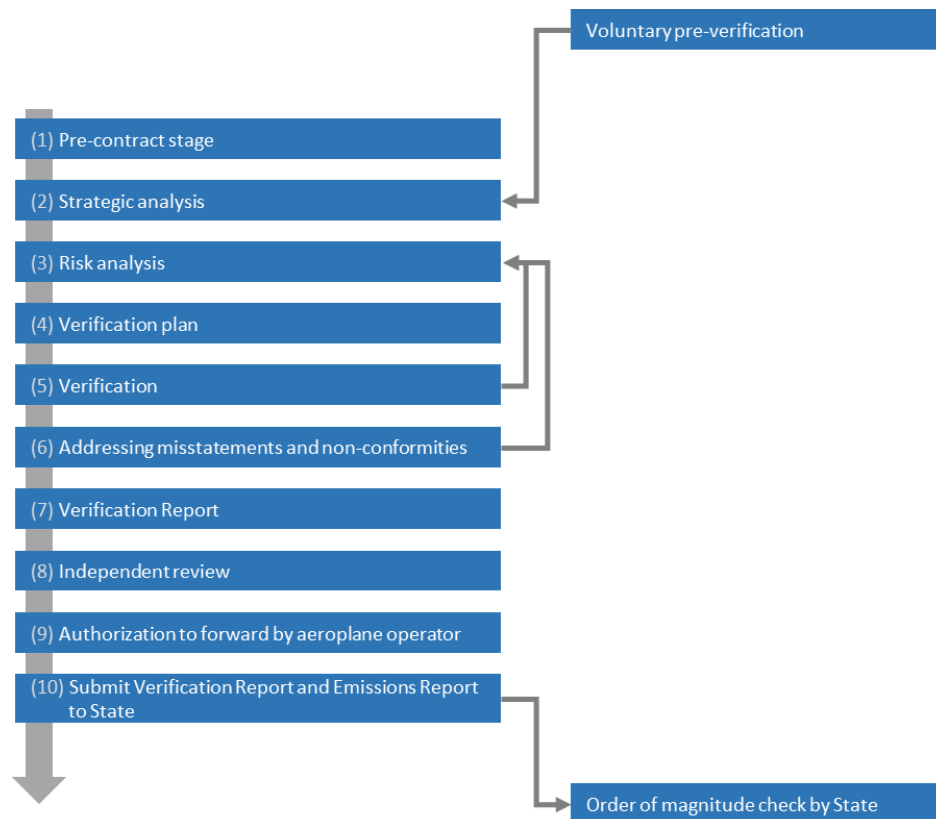 Voluntary pre-verification
(1) Pre-contract stage
(2) Strategic analysis
(3) Risk analysis
(4) Verification plan
(5) Verification
(6) Addressing misstatements and non-conformities
(7) Verification Report
(8) Independent review
(9) Authorization to forward by aeroplane operator
(10) Submit Verification Report and Emissions Report
to State
Order of magnitude check by State